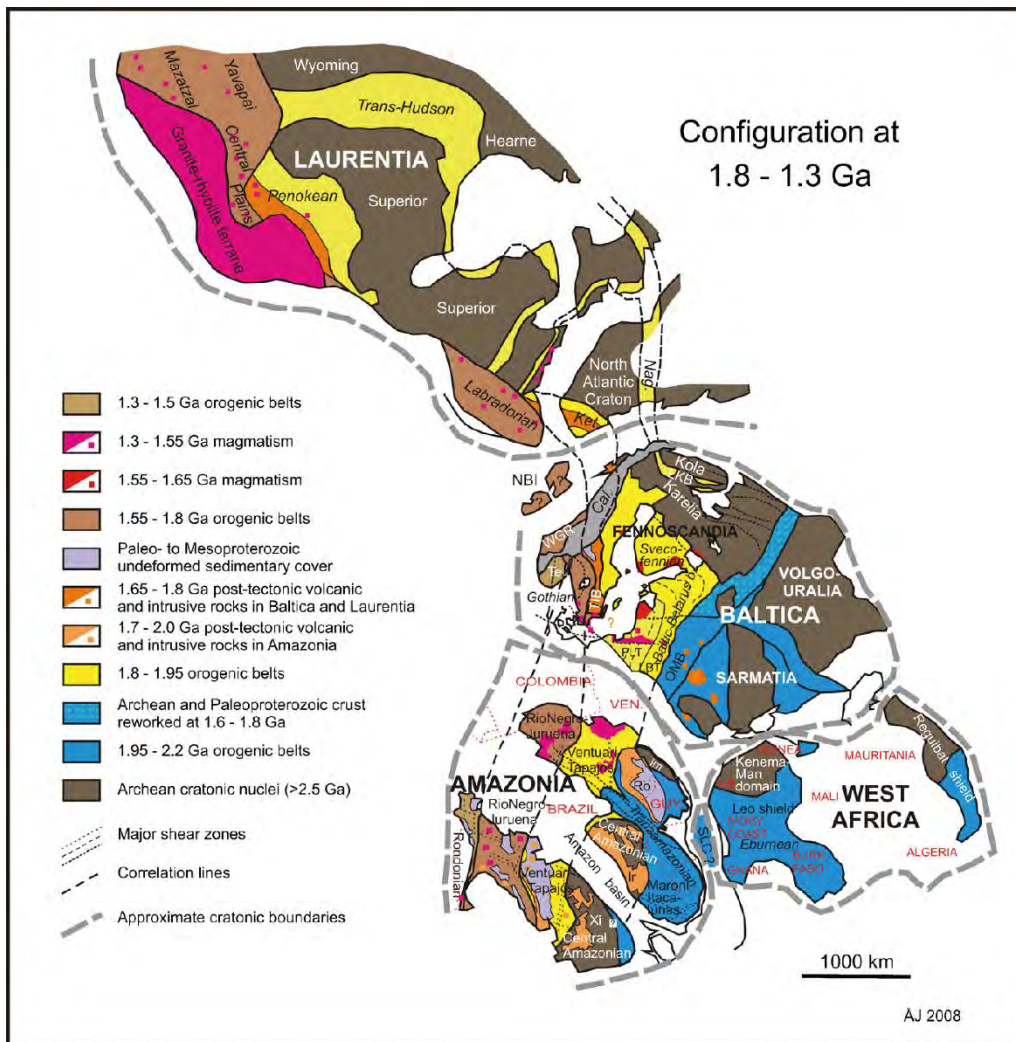 Configuration at
1.8 - 1.3 Ga
Wyoming
Mazatzal
Yavapai
Trans-Hudson
Hearne
LAURENTIA
Central
Plains
Granite-rhyolite terrane
Penokean
Superior
Superior
North
Atlantic
Craton
Nag.
Labradorian
Ket.
1.3 - 1.5 Ga orogenic belts
1.3 - 1.55 Ga magmatism
1.55 - 1.65 Ga magmatism
1.55 - 1.8 Ga orogenic belts
Paleo- to Mesoproterozoic
undeformed sedimentary cover
1.65 - 1.8 Ga post-tectonic volcanic
and intrusive rocks in Baltica and Laurentia
1.7 - 2.0 Ga post-tectonic volcanic
and intrusive rocks in Amazonia
1.8 - 1.95 orogenic belts
Archean and Paleoproterozoic crust
reworked at 1.6 - 1.8 Ga
1.95 - 2.2 Ga orogenic belts
Archean cratonic nuclei (>2.5 Ga)
Major shear zones
Correlation lines
Approximate cratonic boundaries
NBI
?
?
Cal.
Kola
KB
Karelia
WGR
FENNOSCANDIA
Sveco-
fennian
Te.
Gothian
TIB
?
Baltic-Belarus b.
VOLGO-
URALIA
BALTICA
PLT
BT
OMB
SARMATIA
COLOMBIA
VEN.
RioNegro
Juruena
Ventuari
Tapajos
Im
Ro
GUY
AMAZONIA
RioNegro
Juruena
BRAZIL
Transamazonian
Central
Amazonian
Ir
Amazon basin
Maroni
Itacai-
unas
Rondonian
Ventuari
Tapajos
Xi
?
Central
Amazonian
SLC ?
GUINEA
Kenema-
Man
domain
MAURITANIA
Reguibat shield
MALI
WEST
AFRICA
Leo shield
IVORY
COAST
Eburnean
GHANA
BURK.
FASO
ALGERIA
1000 km
ÅJ 2008